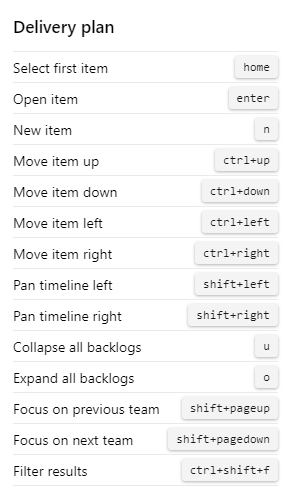 Delivery plan
Select first item home
Open item enter
New item n
Move item up ctrl+up
Move item down ctrl+down
Move item left ctrl+left
Move item right ctrl+right
Pan timeline left shift+left
Pan timeline right shift+right
Collapse all backlogs u
Expand all backlogs o
Focus on previous team shift+pageup
Focus on next team shift+pagedown
Filter results ctrl+shift+f